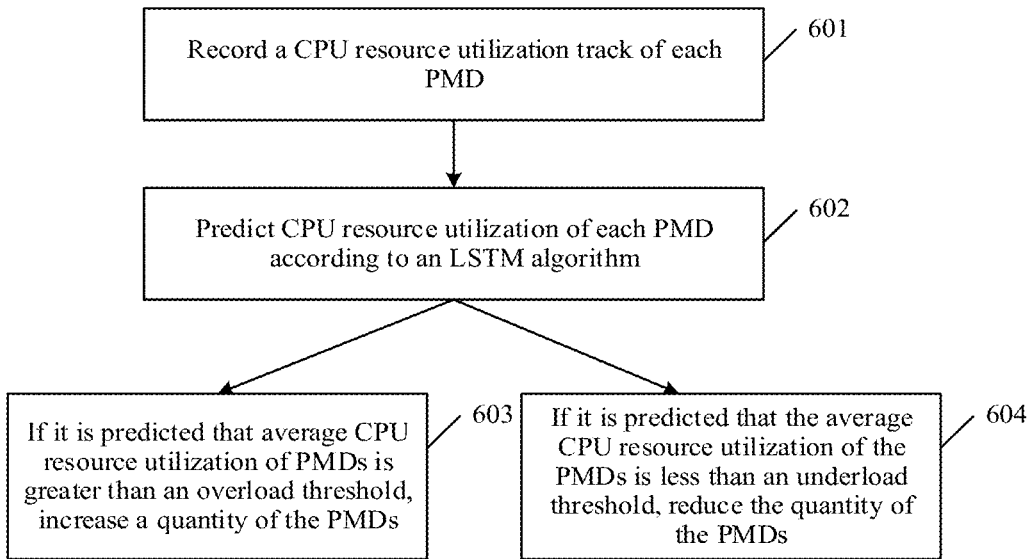 Record a CPU resource utilization track of each
PMD
601
Predict CPU resource utilization of each PMD
according to an LSTM algorithm
602
If it is predicted that average CPU
resource utilization of PMDs is
greater than an overload threshold,
increase a quantity of the PMDs
603
If it is predicted that the average
CPU resource utilization of the
PMDs is less than an underload
threshold, reduce the quantity of
the PMDs
604